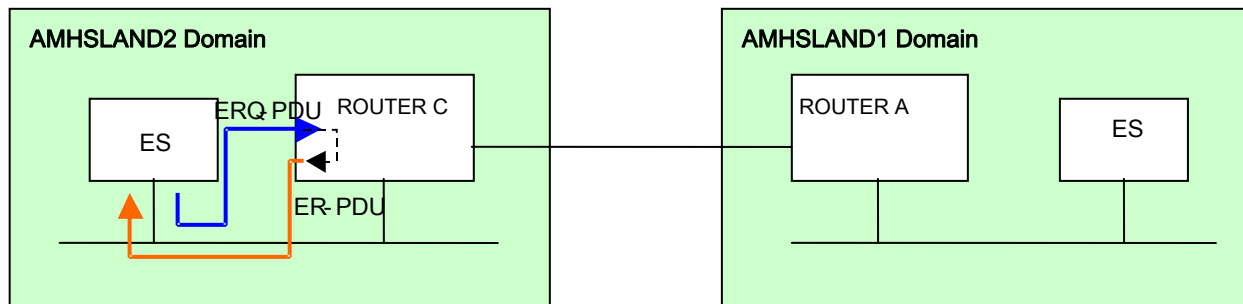 AMHSLAND2 Domain
AMHSLAND1 Domain
ERQ-PDU
ROUTER C
ROUTER A
ES
ES
ER-PDU